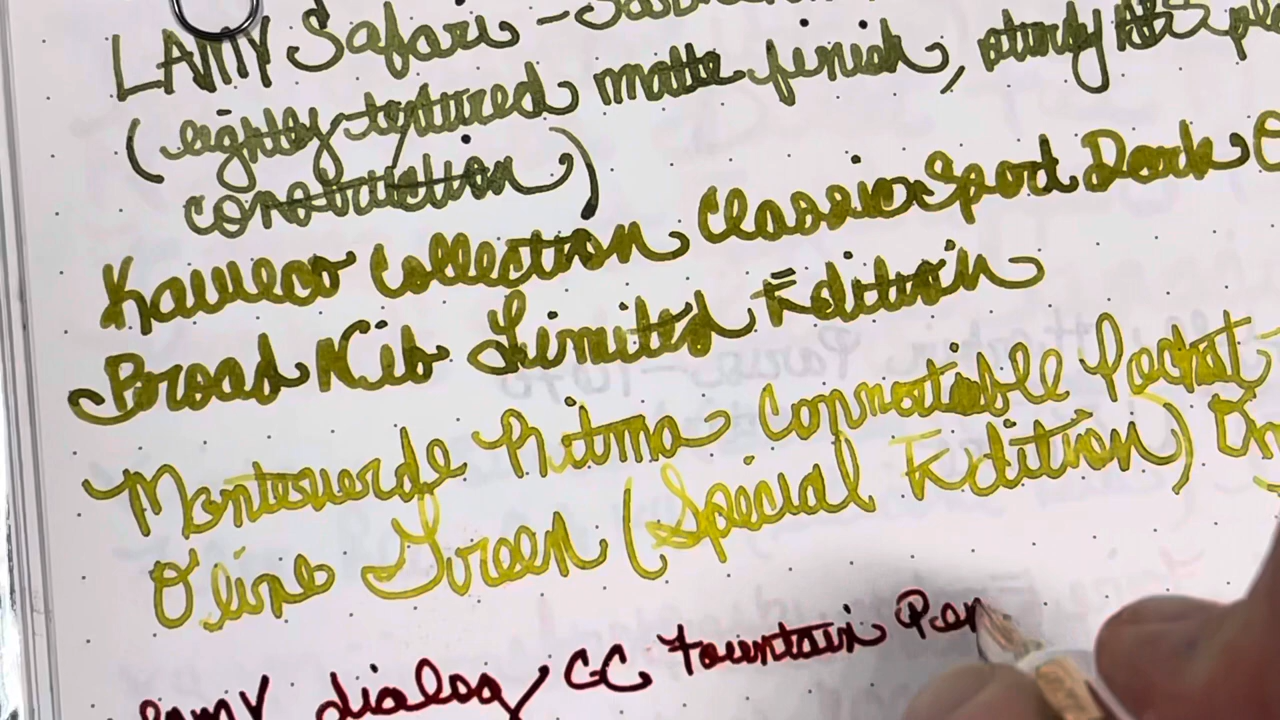 LAMY Safari -
(lightly textured matte finish, sturdy ABS
construction)
Kaweco Collection Classic Sport Dark
Broad Nib Limited Edition
Monteverde Ritma Convertible Pocket
Olive Green (Special Edition)
LAMY dialog CC Fountain Pen